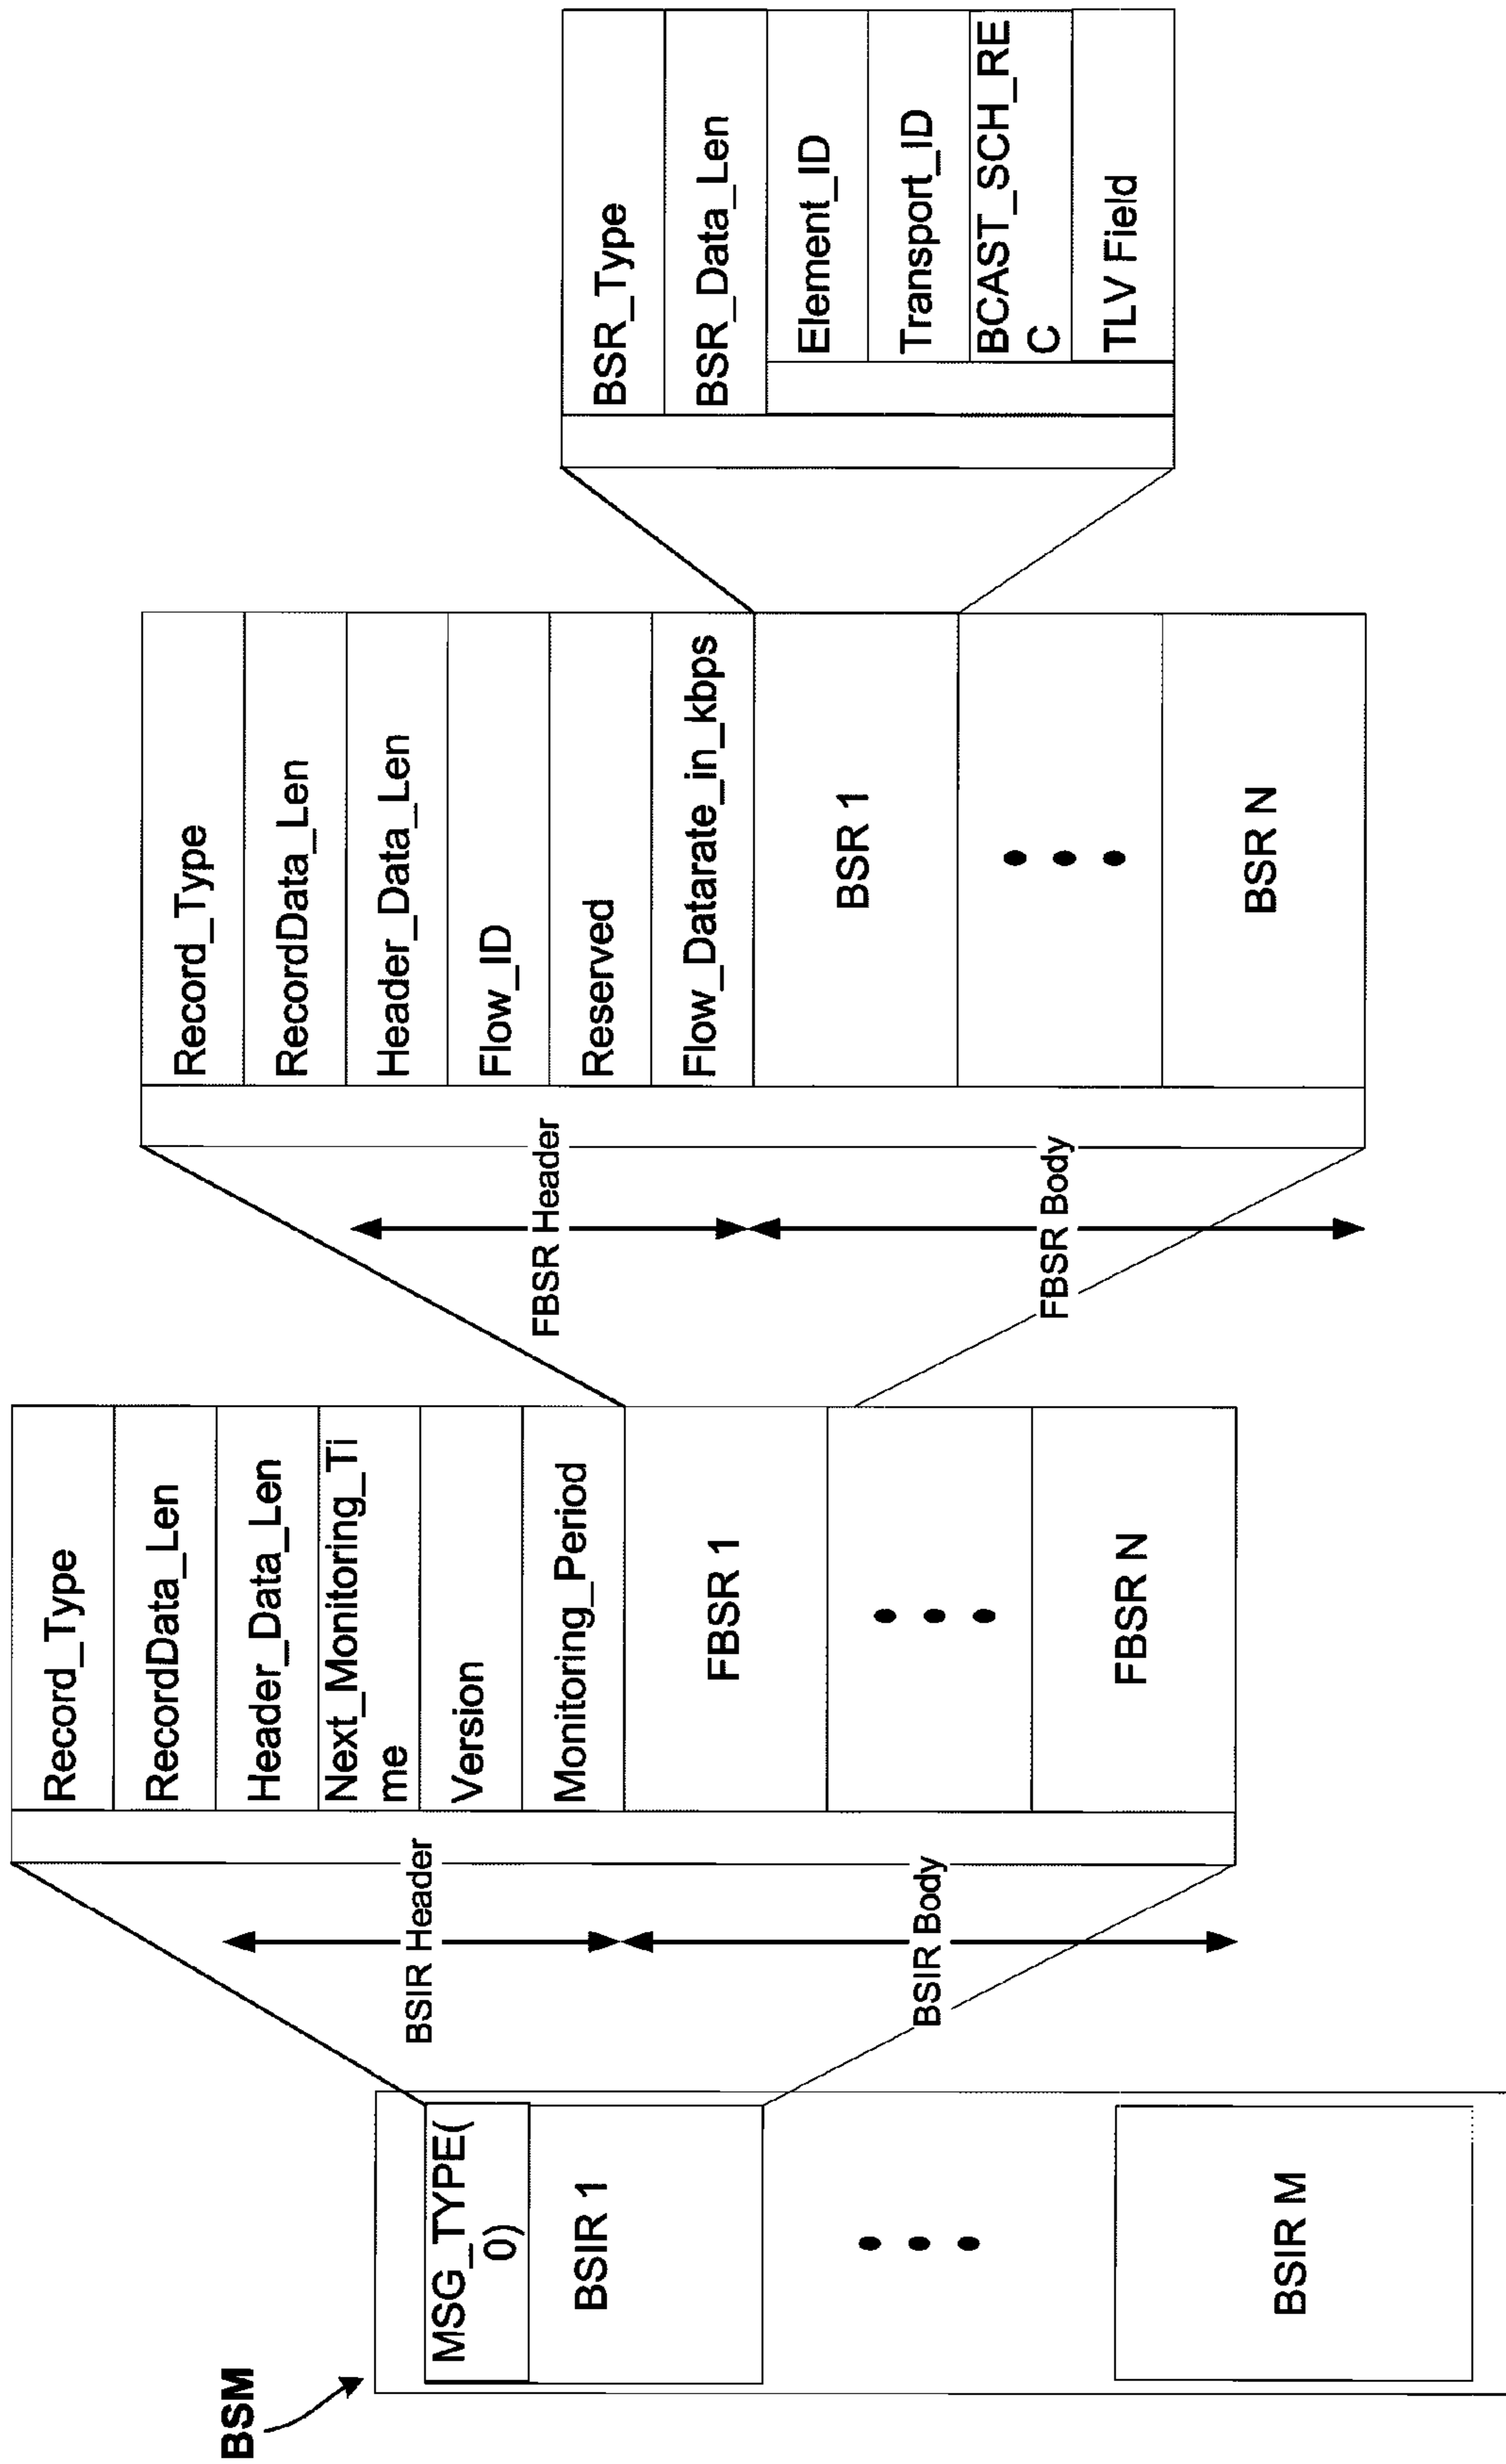 BSM
MSG_TYPE(
0)
BSIR 1
BSIR M
BSIR Header
BSIR Body
Record_Type
RecordData_Len
Header_Data_Len
Next_Monitoring_Ti
me
Version
Monitoring_Period
FBSR 1
FBSR N
FBSR Header
FBSR Body
Record_Type
RecordData_Len
Header_Data_Len
Flow_ID
Reserved
Flow_Datarate_in_kbps
BSR 1
BSR N
BSR_Type
BSR_Data_Len
Element_ID
Transport_ID
BCAST_SCH_RE
C
TLV Field